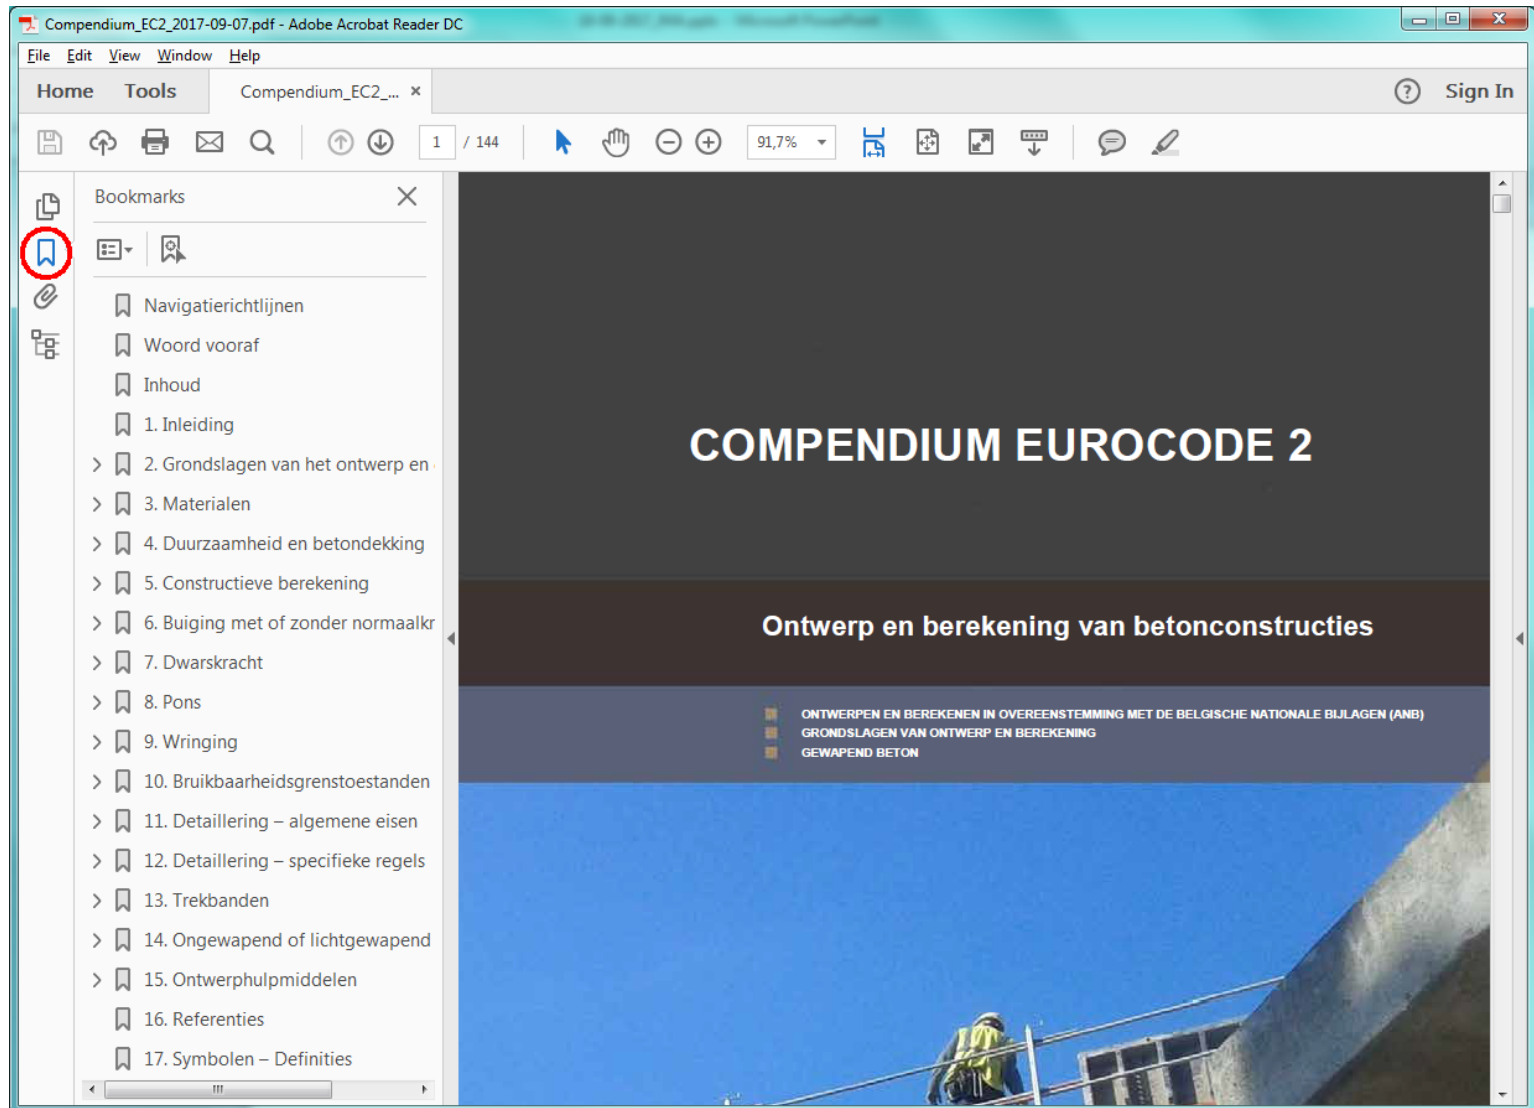 Compendium_EC2_2017-09-07.pdf - Adobe Acrobat Reader DC
File Edit View Window Help
Home Tools Compendium_EC2_... ×
Sign In
1 / 144 91,7%
Bookmarks
Navigatierichtlijnen
Woord vooraf
Inhoud
1. Inleiding
2. Grondslagen van het ontwerp en
3. Materialen
4. Duurzaamheid en betondekking
5. Constructieve berekening
6. Buiging met of zonder normaalkr
7. Dwarskracht
8. Pons
9. Wringing
10. Bruikbaarheidsgrenstoestanden
11. Detaillering – algemene eisen
12. Detaillering – specifieke regels
13. Trekbanden
14. Ongewapend of lichtgewapend
15. Ontwerphulpmiddelen
16. Referenties
17. Symbolen – Definities
COMPENDIUM EUROCODE 2
Ontwerp en berekening van betonconstructies
ONTWERPEN EN BEREKENEN IN OVEREENSTEMMING MET DE BELGISCHE NATIONALE BIJLAGEN (ANB)
GRONDSLAGEN VAN ONTWERP EN BEREKENING
GEWAPEND BETON